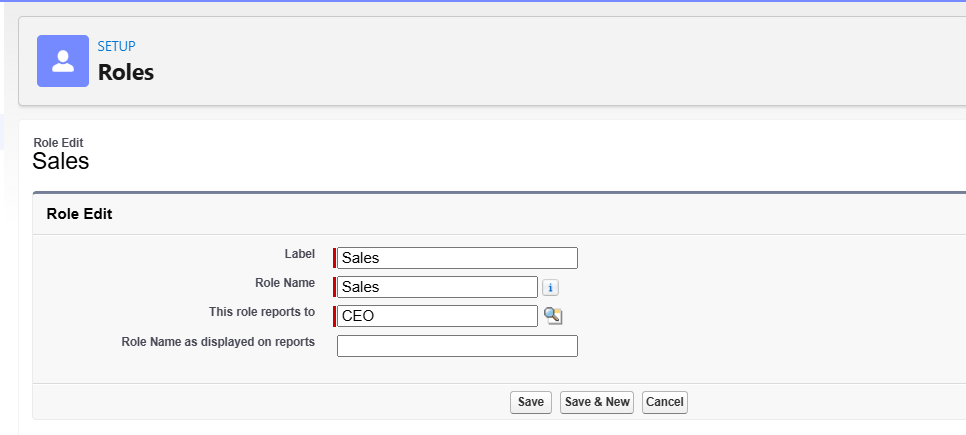 SETUP
Roles
Role Edit
Sales
Role Edit
Label Sales
Role Name Sales i
This role reports to CEO
Role Name as displayed on reports
Save Save & New Cancel